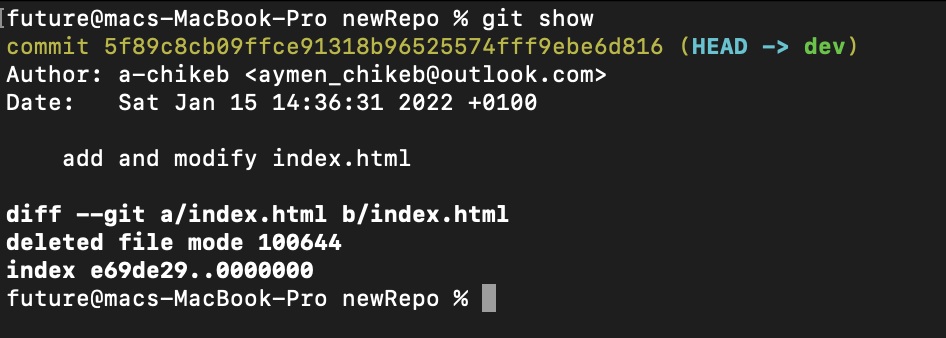 future@macs-MacBook-Pro newRepo % git show
commit 5f89c8cb09ffce91318b96525574fff9ebe6d816 (HEAD -> dev)
Author: a-chikeb <aymen_chikeb@outlook.com>
Date:   Sat Jan 15 14:36:31 2022 +0100
    add and modify index.html
diff --git a/index.html b/index.html
deleted file mode 100644
index e69de29..0000000
future@macs-MacBook-Pro newRepo %